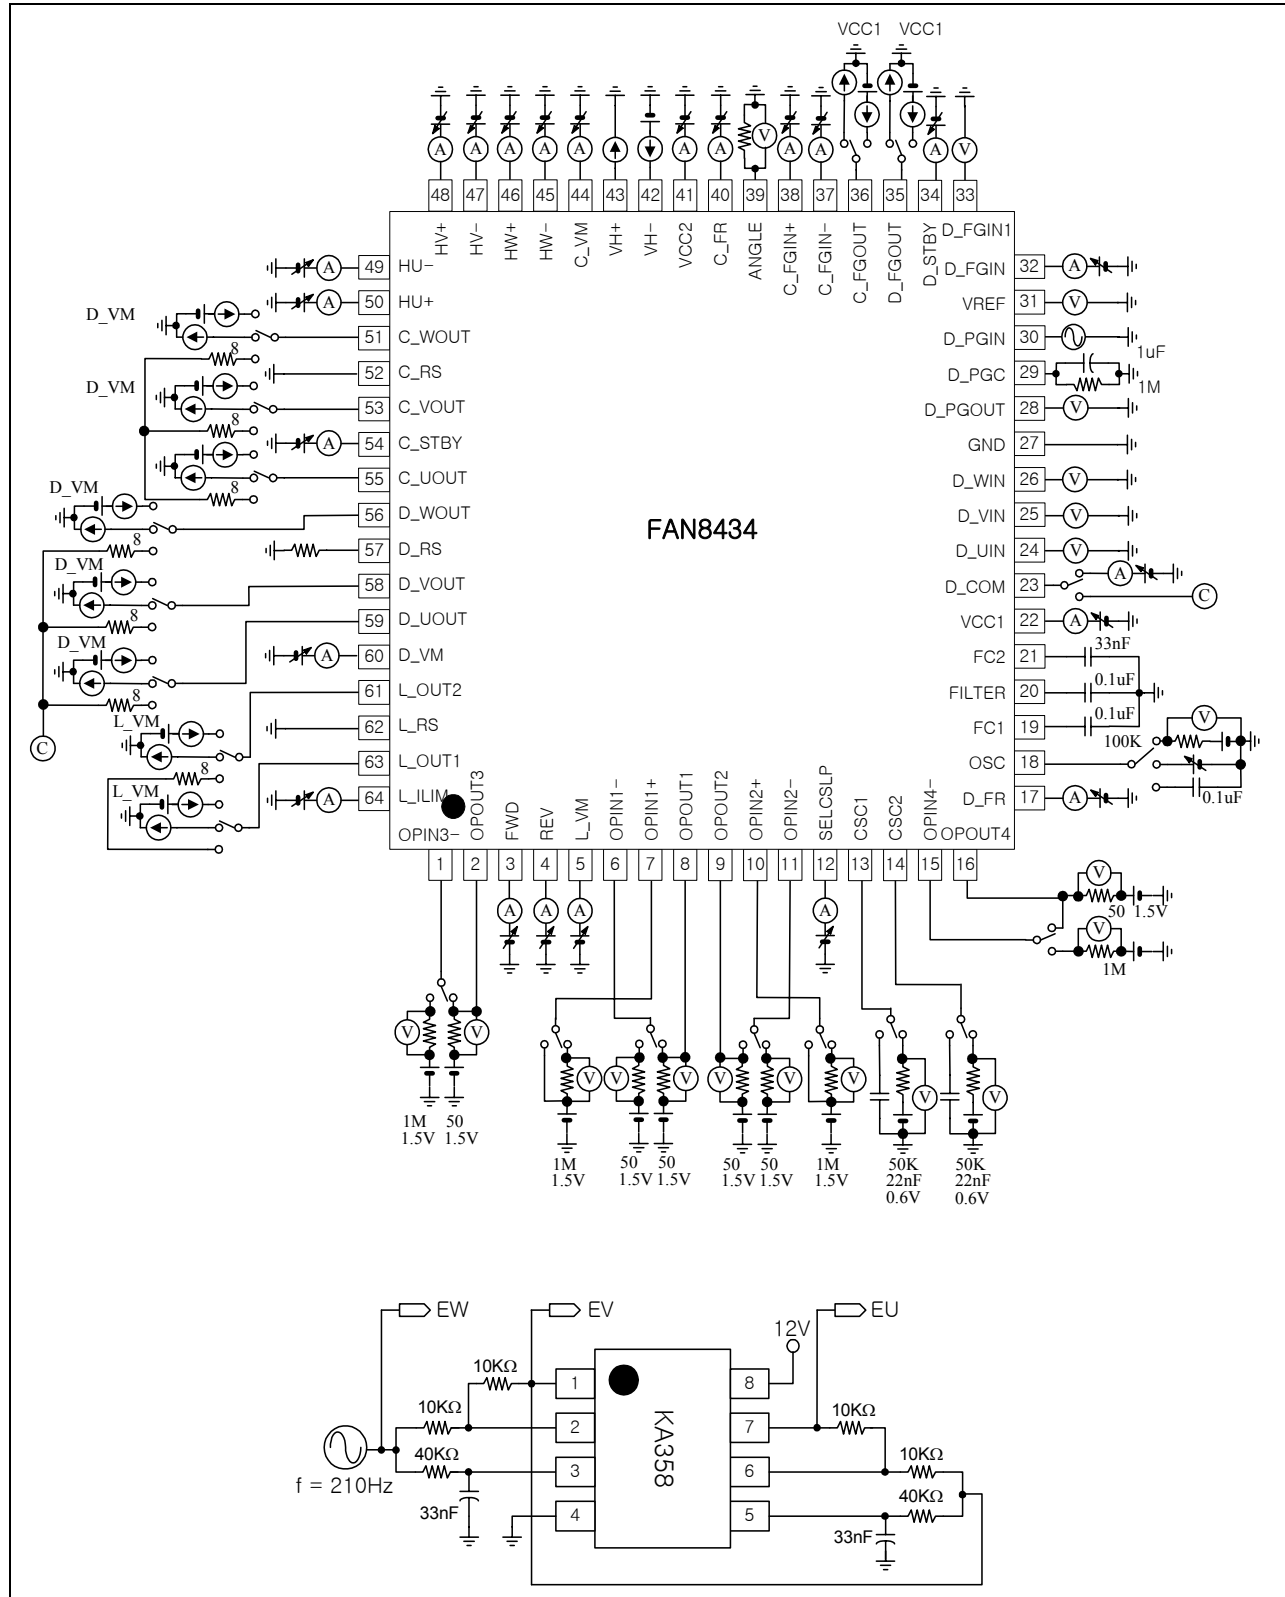 VCC1 VCC1
48 47 46 45 44 43 42 41 40 39 38 37 36 35 34 33
A A A A A A A V A A A V
HV+ HV- HW+ HW- C_VM VH+ VH- VCC2 C_FR ANGLE C_FGIN+ C_FGIN- C_FGOUT D_FGOUT D_STBY D_FGIN1
A 49 HU-
A 50 HU+
D_VM
51 C_WOUT
8
52 C_RS
D_VM
53 C_VOUT
8
A 54 C_STBY
55 C_UOUT
8
D_VM
56 D_WOUT
8
57 D_RS
D_VM
58 D_VOUT
8
59 D_UOUT
D_VM
A 60 D_VM
8
61 L_OUT2
L_VM
62 L_RS
C
63 L_OUT1
8
L_VM
A 64 L_ILIM
FAN8434
D_FGIN 32 A
VREF 31 V
D_PGIN 30
1uF
D_PGC 29
1M
D_PGOUT 28 V
GND 27
D_WIN 26 V
D_VIN 25 V
D_UIN 24 V
D_COM 23 A
C
VCC1 22 A
33nF
FC2 21
0.1uF
FILTER 20
0.1uF
FC1 19
V
100K
OSC 18
0.1uF
D_FR 17 A
OPIN3- OPOUT3 FWD REV L_VM OPIN1- OPIN1+ OPOUT1 OPOUT2 OPIN2+ OPIN2- SELCSLP CSC1 CSC2 OPIN4- OPOUT4
1 2 3 4 5 6 7 8 9 10 11 12 13 14 15 16
A A A A
V
50 1.5V
V
1M
V V V V V V V V V V
1M 50
1.5V 1.5V
1M
1.5V
50 50
1.5V 1.5V
50 50
1.5V 1.5V
1M
1.5V
50K
22nF
0.6V
50K
22nF
0.6V
EW EV EU
12V
10KΩ
1 8
10KΩ
2 7
10KΩ
40KΩ
3 6
10KΩ
f = 210Hz
33nF
4 5
40KΩ
33nF
KA358